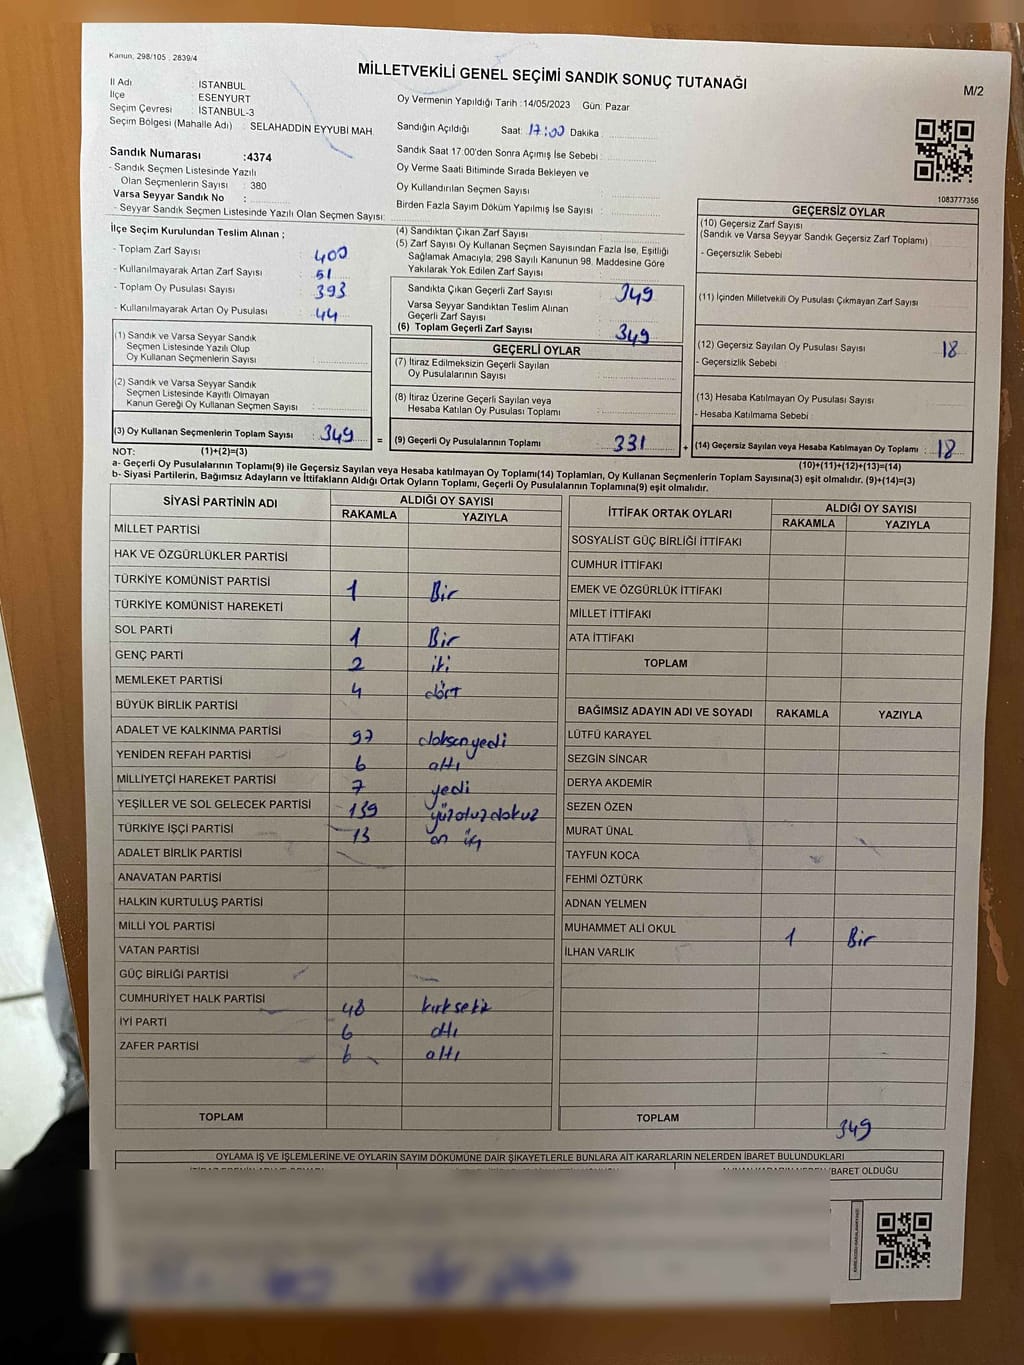 Kanun; 298/105 , 2839/4
MİLLETVEKİLİ GENEL SEÇİMİ SANDIK SONUÇ TUTANAĞI
M/2
İl Adı : İSTANBUL
İlçe : ESENYURT
Seçim Çevresi : İSTANBUL-3
Seçim Bölgesi (Mahalle Adı) : SELAHADDİN EYYUBİ MAH.
Sandık Numarası :4374
- Sandık Seçmen Listesinde Yazılı
Olan Seçmenlerin Sayısı : 380
Varsa Seyyar Sandık No :
- Seyyar Sandık Seçmen Listesinde Yazılı Olan Seçmen Sayısı:
Oy Vermenin Yapıldığı Tarih :14/05/2023 Gün: Pazar
Sandığın Açıldığı Saat: 17:00 Dakika
Sandık Saat 17:00'den Sonra Açımış İse Sebebi :
Oy Verme Saati Bitiminde Sırada Bekleyen ve
Oy Kullandırılan Seçmen Sayısı
Birden Fazla Sayım Döküm Yapılmış İse Sayısı :
1083777356
İlçe Seçim Kurulundan Teslim Alınan ;
- Toplam Zarf Sayısı : 400
- Kullanılmayarak Artan Zarf Sayısı : 51
- Toplam Oy Pusulası Sayısı : 393
- Kullanılmayarak Artan Oy Pusulası : 44
(1) Sandık ve Varsa Seyyar Sandık
Seçmen Listesinde Yazılı Olup
Oy Kullanan Seçmenlerin Sayısı :
(2) Sandık ve Varsa Seyyar Sandık
Seçmen Listesinde Kayıtlı Olmayan
Kanun Gereği Oy Kullanan Seçmen Sayısı :
(3) Oy Kullanan Seçmenlerin Toplam Sayısı : 349 =
(1)+(2)=(3)
(4) Sandıktan Çıkan Zarf Sayısı :
(5) Zarf Sayısı Oy Kullanan Seçmen Sayısından Fazla İse, Eşitliği
Sağlamak Amacıyla; 298 Sayılı Kanunun 98. Maddesine Göre
Yakılarak Yok Edilen Zarf Sayısı :
Sandıkta Çıkan Geçerli Zarf Sayısı : 349
Varsa Seyyar Sandıktan Teslim Alınan
Geçerli Zarf Sayısı :
(6) Toplam Geçerli Zarf Sayısı : 349
GEÇERLİ OYLAR
(7) İtiraz Edilmeksizin Geçerli Sayılan
Oy Pusulalarının Sayısı :
(8) İtiraz Üzerine Geçerli Sayılan veya
Hesaba Katılan Oy Pusulası Toplamı :
(9) Geçerli Oy Pusulalarının Toplamı : 331 +
GEÇERSİZ OYLAR
(10) Geçersiz Zarf Sayısı :
(Sandık ve Varsa Seyyar Sandık Geçersiz Zarf Toplamı)
- Geçersizlik Sebebi :
(11) İçinden Milletvekili Oy Pusulası Çıkmayan Zarf Sayısı
(12) Geçersiz Sayılan Oy Pusulası Sayısı : 18
- Geçersizlik Sebebi :
(13) Hesaba Katılmayan Oy Pusulası Sayısı :
- Hesaba Katılmama Sebebi :
(14) Geçersiz Sayılan veya Hesaba Katılmayan Oy Toplamı : 18
(10)+(11)+(12)+(13)=(14)
NOT:
a- Geçerli Oy Pusulalarının Toplamı(9) ile Geçersiz Sayılan veya Hesaba katılmayan Oy Toplamı(14) Toplamları, Oy Kullanan Seçmenlerin Toplam Sayısına(3) eşit olmalıdır. (9)+(14)=(3)
b- Siyasi Partilerin, Bağımsız Adayların ve İttifakların Aldığı Ortak Oyların Toplamı, Geçerli Oy Pusulalarının Toplamına(9) eşit olmalıdır.
SİYASİ PARTİNİN ADI ALDIĞI OY SAYISI
RAKAMLA YAZIYLA
MİLLET PARTİSİ
HAK VE ÖZGÜRLÜKLER PARTİSİ
TÜRKİYE KOMÜNİST PARTİSİ 1 Bir
TÜRKİYE KOMÜNİST HAREKETİ
SOL PARTİ 1 Bir
GENÇ PARTİ 2 iki
MEMLEKET PARTİSİ 4 dört
BÜYÜK BİRLİK PARTİSİ
ADALET VE KALKINMA PARTİSİ 97 doksanyedi
YENİDEN REFAH PARTİSİ 6 altı
MİLLİYETÇİ HAREKET PARTİSİ 7 yedi
YEŞİLLER VE SOL GELECEK PARTİSİ 139 yüzotuzdokuz
TÜRKİYE İŞÇİ PARTİSİ 13 on üç
ADALET BİRLİK PARTİSİ
ANAVATAN PARTİSİ
HALKIN KURTULUŞ PARTİSİ
MİLLİ YOL PARTİSİ
VATAN PARTİSİ
GÜÇ BİRLİĞİ PARTİSİ
CUMHURİYET HALK PARTİSİ 48 kırksekiz
İYİ PARTİ 6 altı
ZAFER PARTİSİ 6 altı
TOPLAM
İTTİFAK ORTAK OYLARI ALDIĞI OY SAYISI
RAKAMLA YAZIYLA
SOSYALİST GÜÇ BİRLİĞİ İTTİFAKI
CUMHUR İTTİFAKI
EMEK VE ÖZGÜRLÜK İTTİFAKI
MİLLET İTTİFAKI
ATA İTTİFAKI
TOPLAM
BAĞIMSIZ ADAYIN ADI VE SOYADI RAKAMLA YAZIYLA
LÜTFÜ KARAYEL
SEZGİN SİNCAR
DERYA AKDEMİR
SEZEN ÖZEN
MURAT ÜNAL
TAYFUN KOCA
FEHMİ ÖZTÜRK
ADNAN YELMEN
MUHAMMET ALİ OKUL 1 Bir
İLHAN VARLIK
TOPLAM 349
OYLAMA İŞ VE İŞLEMLERİNE VE OYLARIN SAYIM DÖKÜMÜNE DAİR ŞİKAYETLERLE BUNLARA AİT KARARLARIN NELERDEN İBARET BULUNDUKLARI
İBARET OLDUĞU